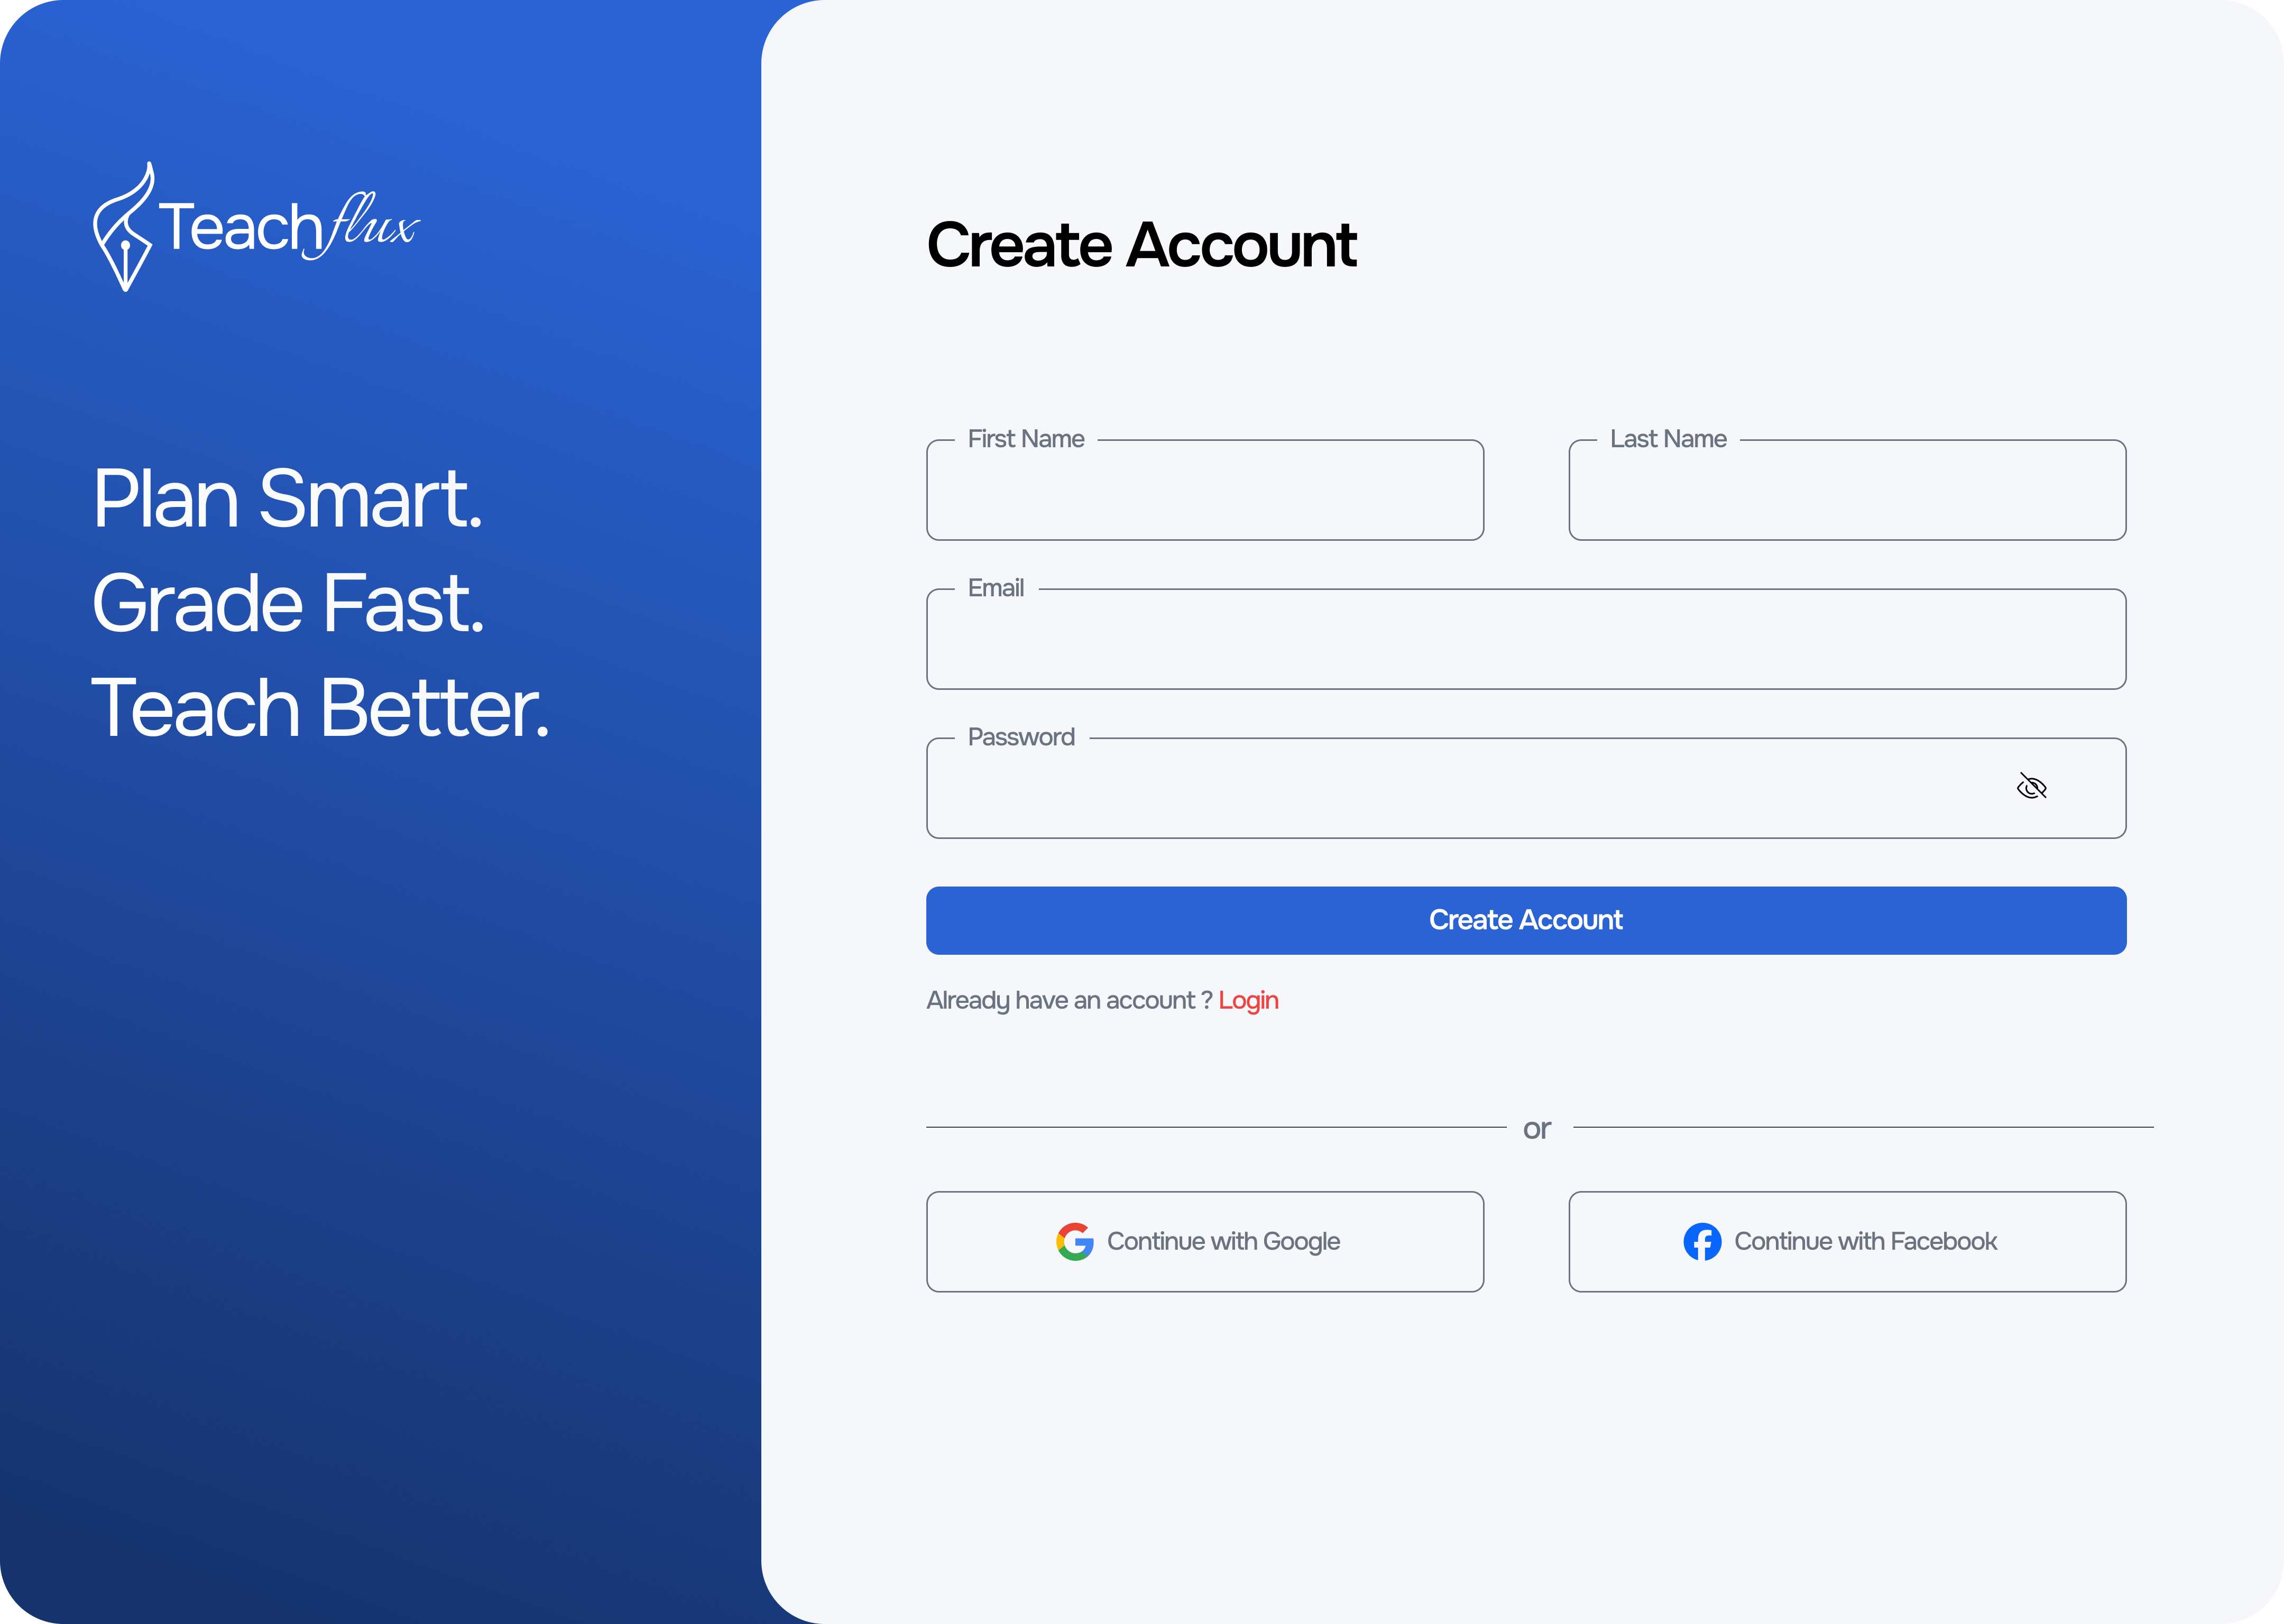 Teachflux
Plan Smart.
Grade Fast.
Teach Better.
Create Account
First Name
Last Name
Email
Password
Create Account
Already have an account ? Login
or
Continue with Google
Continue with Facebook